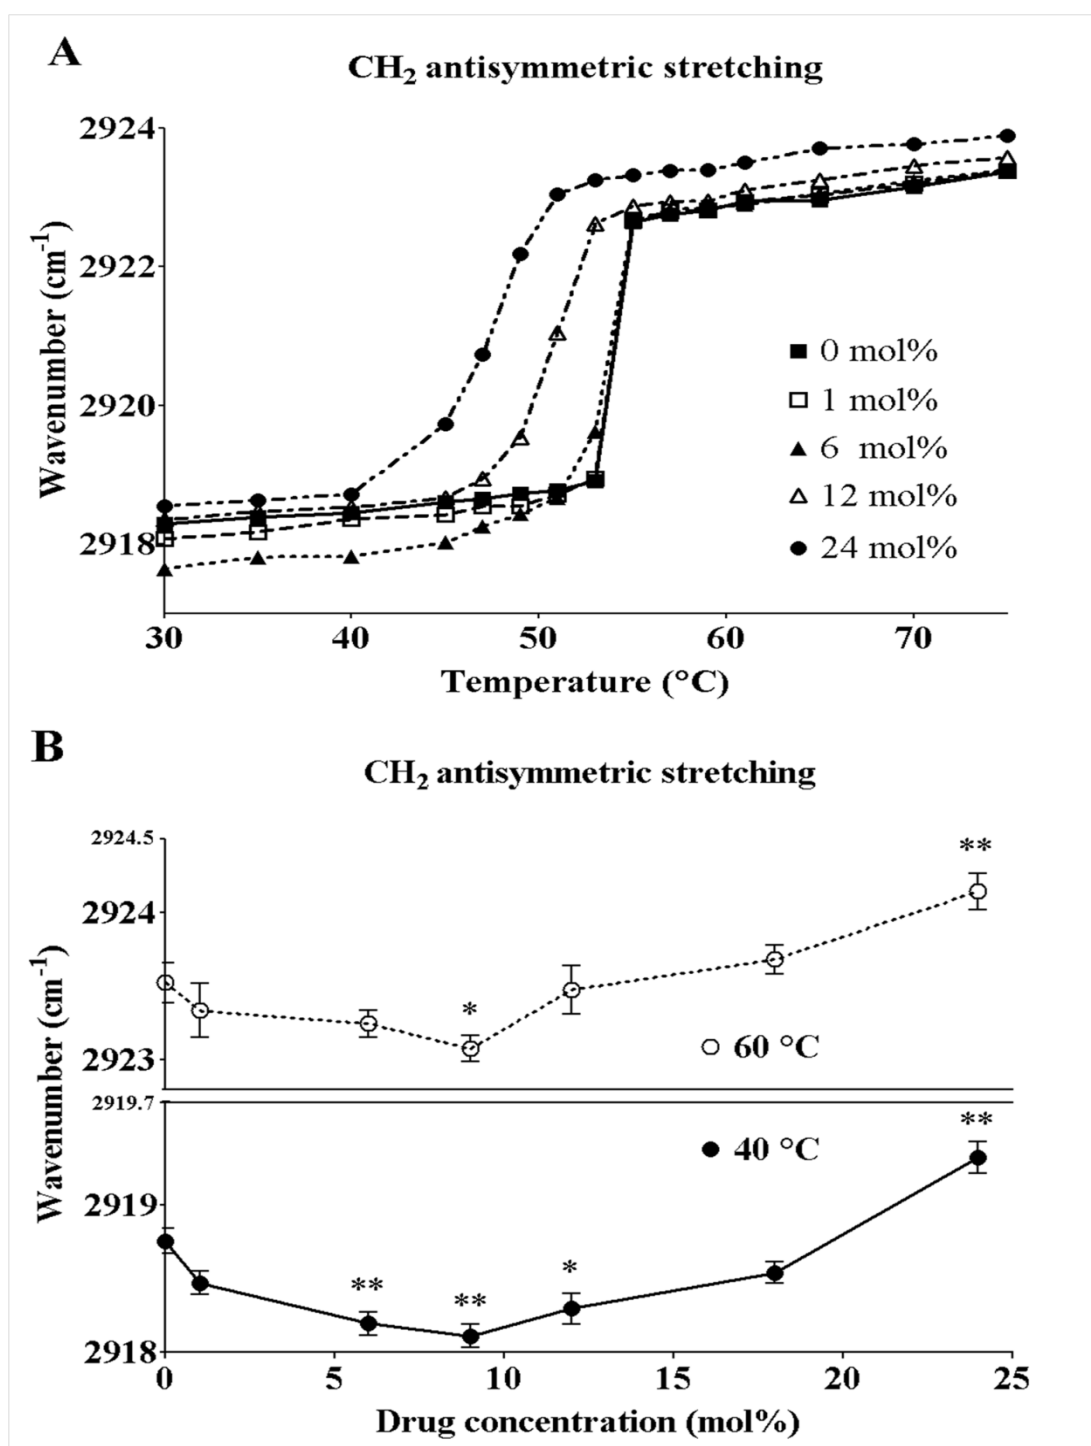 A
CH₂ antisymmetric stretching
2924
2922
2920
2918
Wavenumber (cm⁻¹)
0 mol%
1 mol%
6 mol%
12 mol%
24 mol%
30 40 50 60 70
Temperature (°C)
B
CH₂ antisymmetric stretching
2924.5
**
2924
*
2923
60 °C
2919.7
**
40 °C
2919
** ** *
2918
Wavenumber (cm⁻¹)
0 5 10 15 20 25
Drug concentration (mol%)